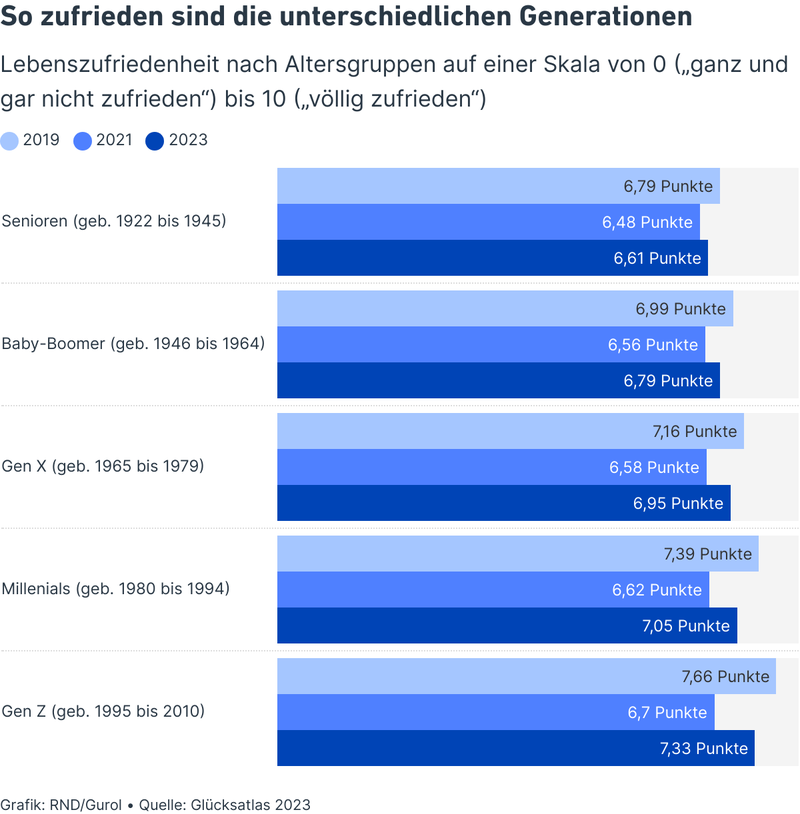 So zufrieden sind die unterschiedlichen Generationen
Lebenszufriedenheit nach Altersgruppen auf einer Skala von 0 („ganz und
gar nicht zufrieden“) bis 10 („völlig zufrieden“)
2019 2021 2023
Senioren (geb. 1922 bis 1945)
6,79 Punkte
6,48 Punkte
6,61 Punkte
Baby-Boomer (geb. 1946 bis 1964)
6,99 Punkte
6,56 Punkte
6,79 Punkte
Gen X (geb. 1965 bis 1979)
7,16 Punkte
6,58 Punkte
6,95 Punkte
Millenials (geb. 1980 bis 1994)
7,39 Punkte
6,62 Punkte
7,05 Punkte
Gen Z (geb. 1995 bis 2010)
7,66 Punkte
6,7 Punkte
7,33 Punkte
Grafik: RND/Gurol • Quelle: Glücksatlas 2023